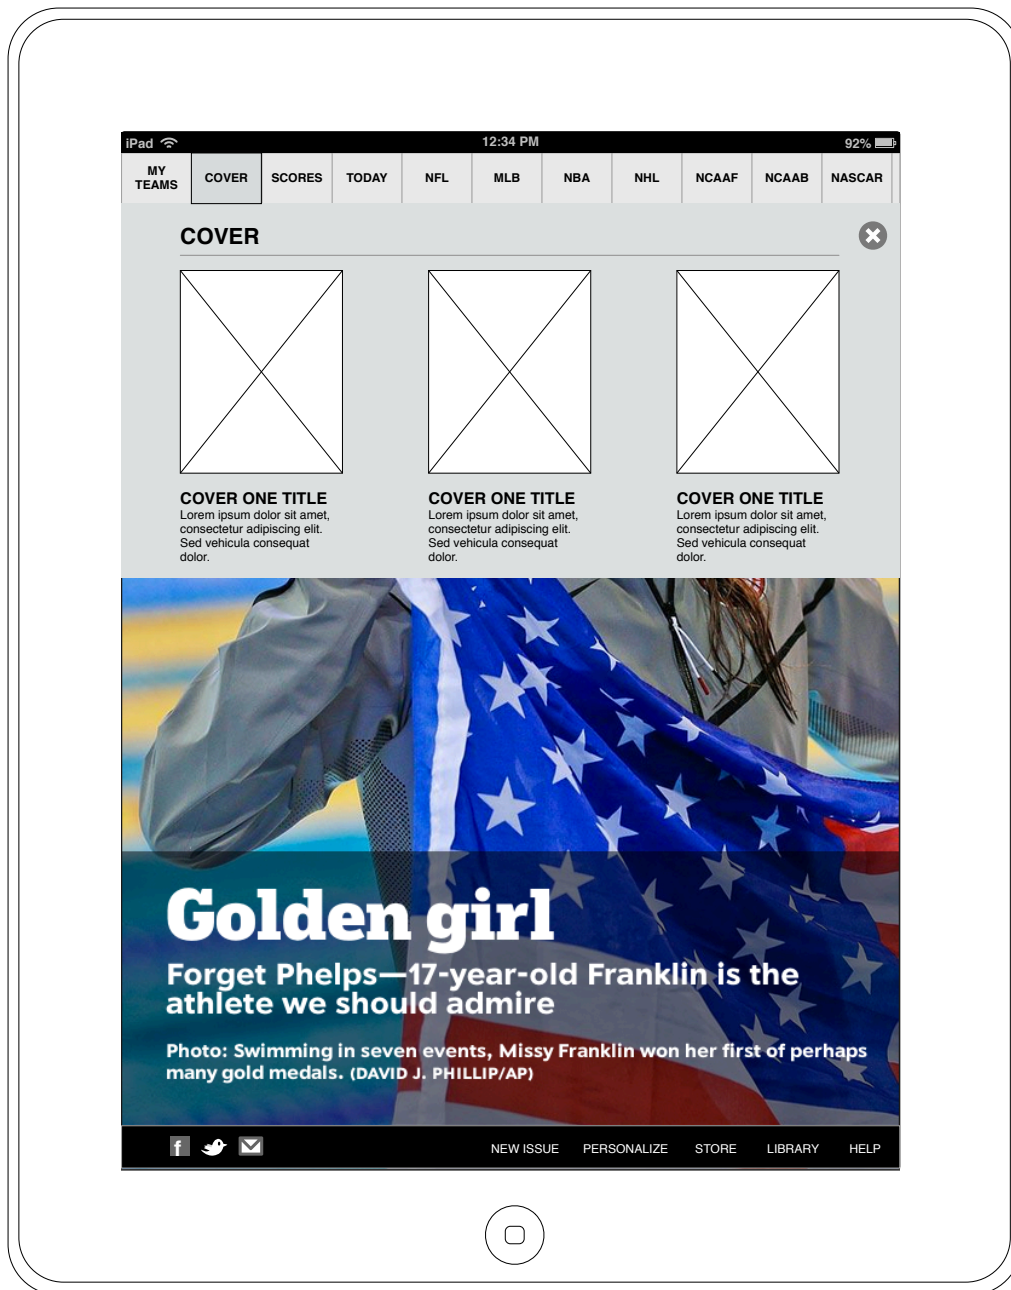 iPad 12:34 PM 92%
MY TEAMS COVER SCORES TODAY NFL MLB NBA NHL NCAAF NCAAB NASCAR
COVER
COVER ONE TITLE
Lorem ipsum dolor sit amet,
consectetur adipiscing elit.
Sed vehicula consequat
dolor.
COVER ONE TITLE
Lorem ipsum dolor sit amet,
consectetur adipiscing elit.
Sed vehicula consequat
dolor.
COVER ONE TITLE
Lorem ipsum dolor sit amet,
consectetur adipiscing elit.
Sed vehicula consequat
dolor.
Golden girl
Forget Phelps—17-year-old Franklin is the
athlete we should admire
Photo: Swimming in seven events, Missy Franklin won her first of perhaps
many gold medals. (DAVID J. PHILLIP/AP)
f NEW ISSUE PERSONALIZE STORE LIBRARY HELP